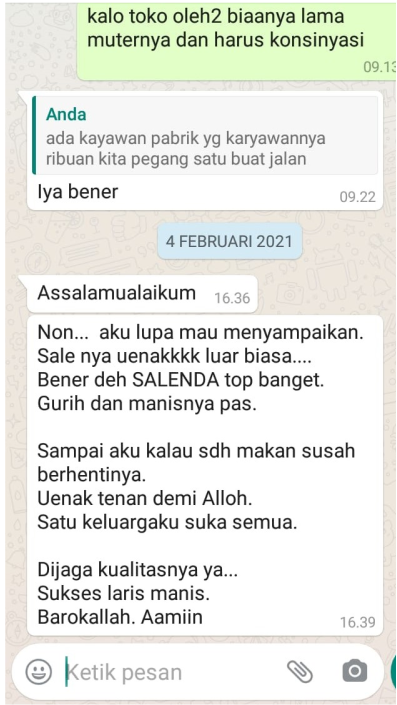 kalo toko oleh2 biaanya lama
muternya dan harus konsinyasi
09.13
Anda
ada kayawan pabrik yg karyawannya
ribuan kita pegang satu buat jalan
Iya bener
09.22
4 FEBRUARI 2021
Assalamualaikum
16.36
Non... aku lupa mau menyampaikan.
Sale nya uenakkkk luar biasa....
Bener deh SALENDA top banget.
Gurih dan manisnya pas.
Sampai aku kalau sdh makan susah
berhentinya.
Uenak tenan demi Alloh.
Satu keluargaku suka semua.
Dijaga kualitasnya ya...
Sukses laris manis.
Barokallah. Aamiin
16.39
Ketik pesan